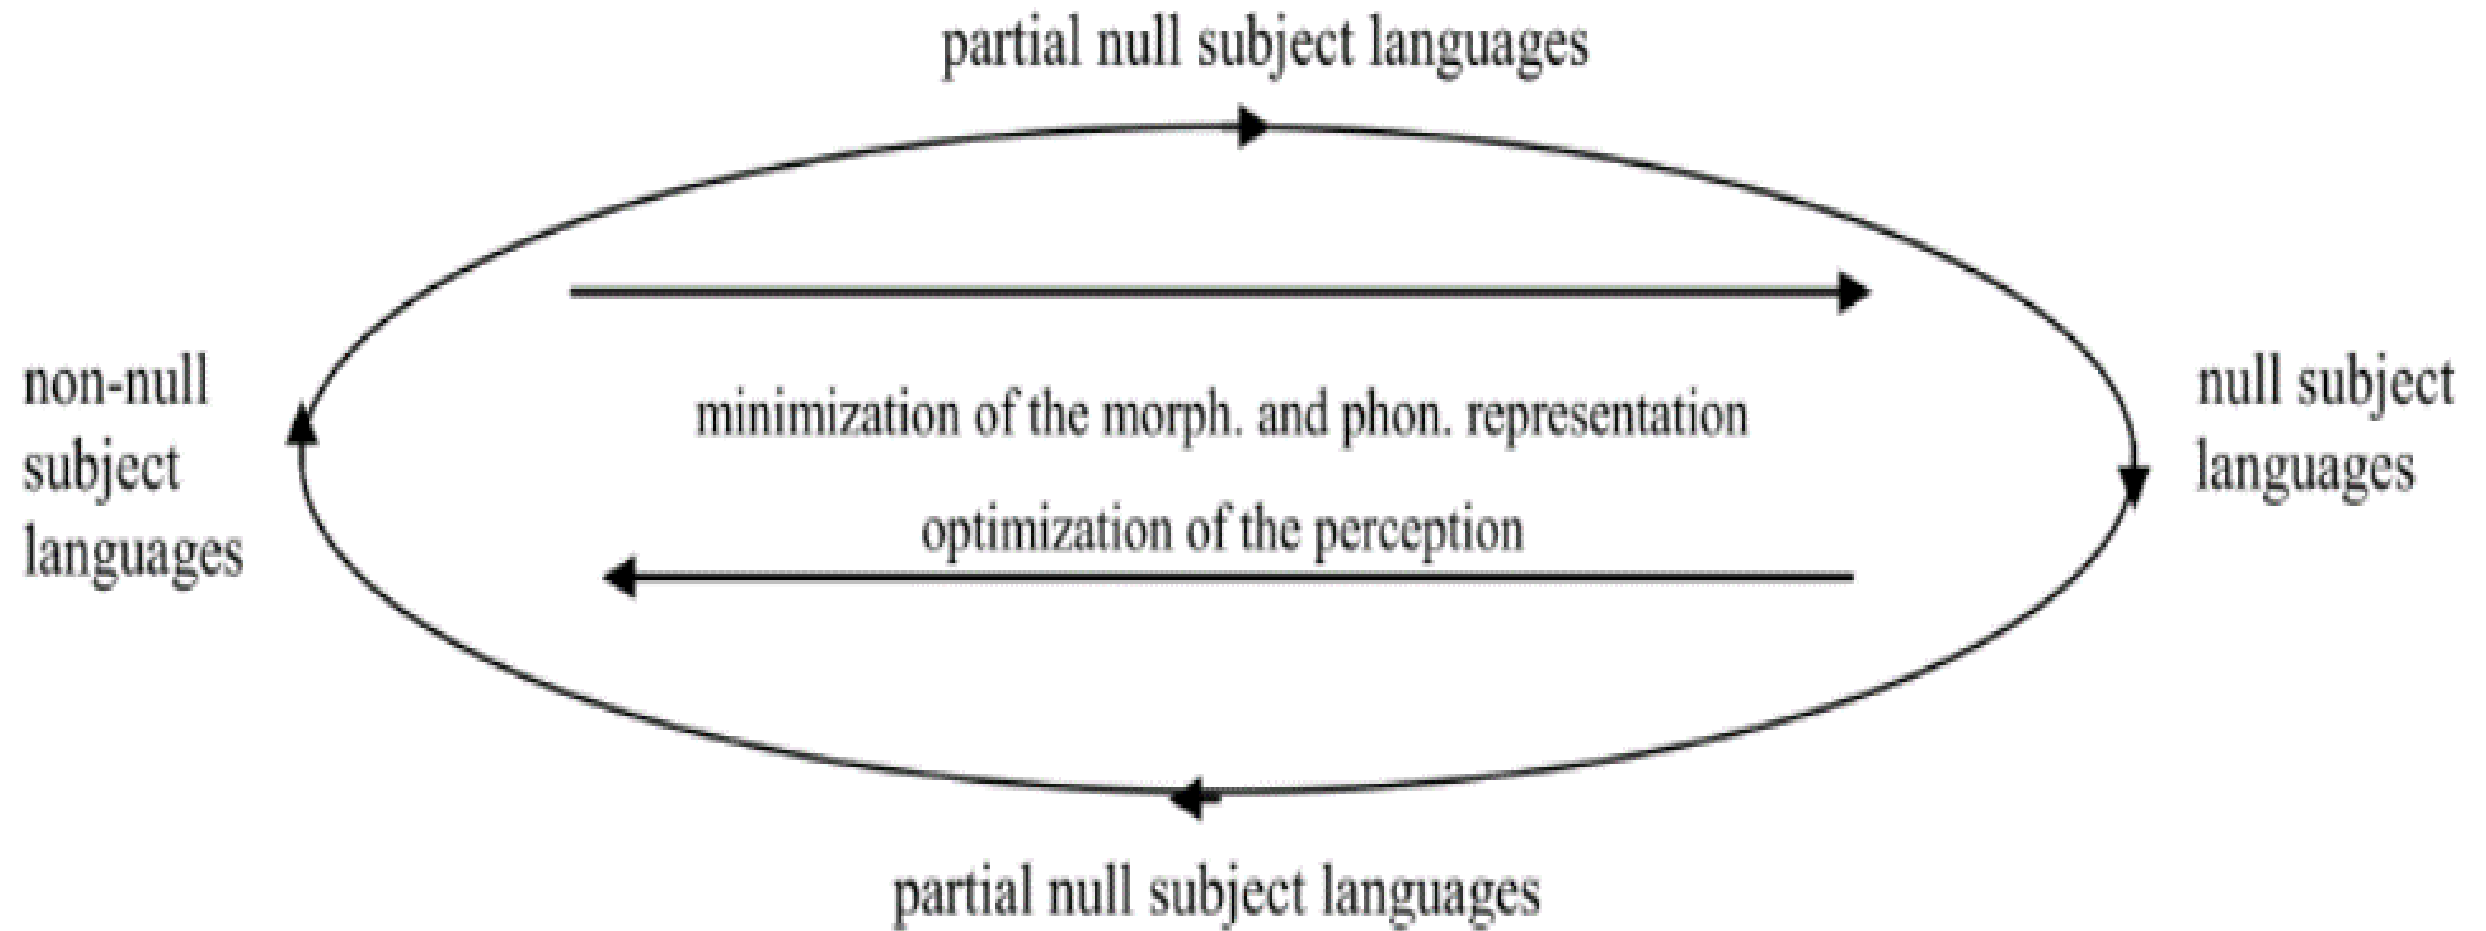 partial null subject languages
non-null
subject
languages
null subject
languages
minimization of the morph. and phon. representation
optimization of the perception
partial null subject languages